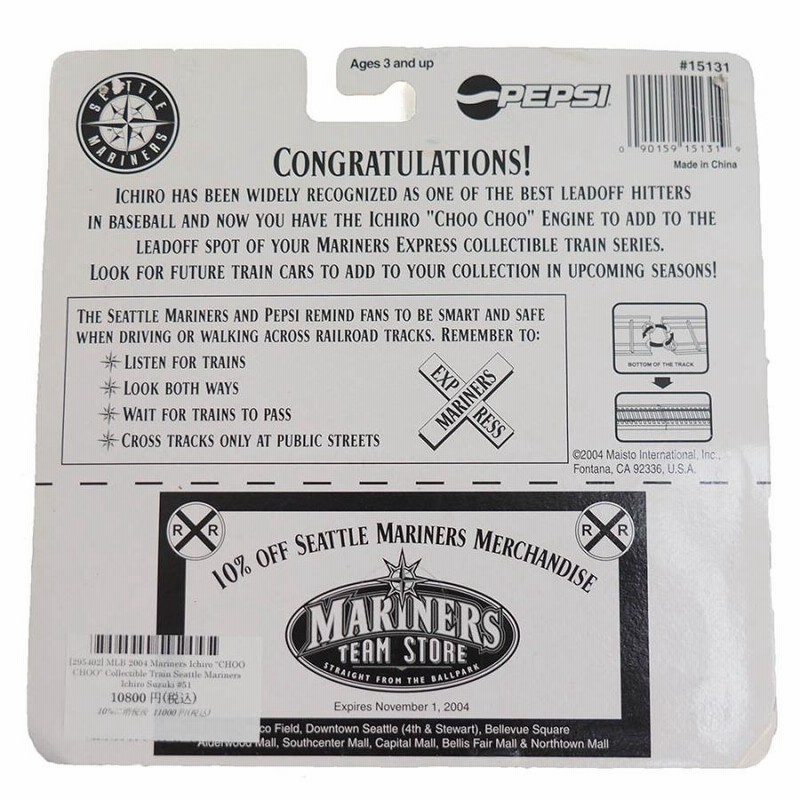 Ages 3 and up
#15131
SEATTLE MARINERS
PEPSI
0 90159 15131 9
Made in China
CONGRATULATIONS!
ICHIRO HAS BEEN WIDELY RECOGNIZED AS ONE OF THE BEST LEADOFF HITTERS
IN BASEBALL AND NOW YOU HAVE THE ICHIRO "CHOO CHOO" ENGINE TO ADD TO THE
LEADOFF SPOT OF YOUR MARINERS EXPRESS COLLECTIBLE TRAIN SERIES.
LOOK FOR FUTURE TRAIN CARS TO ADD TO YOUR COLLECTION IN UPCOMING SEASONS!
THE SEATTLE MARINERS AND PEPSI REMIND FANS TO BE SMART AND SAFE
WHEN DRIVING OR WALKING ACROSS RAILROAD TRACKS. REMEMBER TO:
LISTEN FOR TRAINS
LOOK BOTH WAYS
WAIT FOR TRAINS TO PASS
CROSS TRACKS ONLY AT PUBLIC STREETS
EXP RESS
MARINERS
BOTTOM OF THE TRACK
©2004 Maisto International, Inc.,
Fontana, CA 92336, U.S.A.
R R
R R
10% OFF SEATTLE MARINERS MERCHANDISE
MARINERS
TEAM STORE
STRAIGHT FROM THE BALLPARK
Expires November 1, 2004
co Field, Downtown Seattle (4th & Stewart), Bellevue Square
Alderwood Mall, Southcenter Mall, Capital Mall, Bellis Fair Mall & Northtown Mall
[295402] MLB 2004 Mariners Ichiro "CHOO
CHOO" Collectible Train Seattle Mariners
Ichiro Suzuki #51
10800 円(税込)
10% 11000 円(税込)